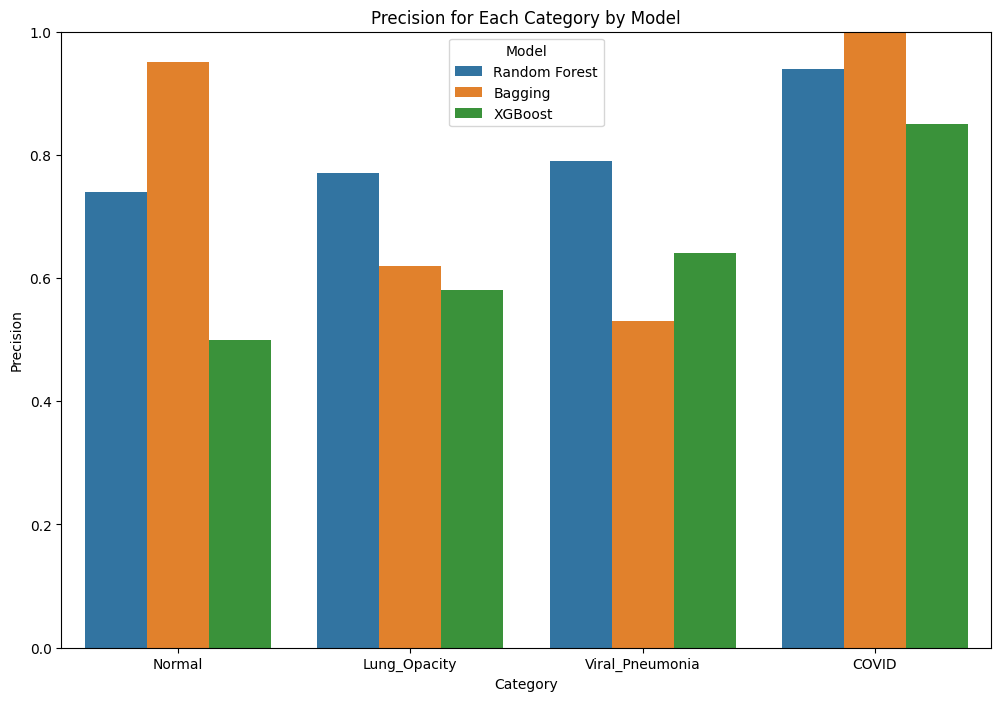 Precision for Each Category by Model
Model
Random Forest
Bagging
XGBoost
Precision
1.0
0.8
0.6
0.4
0.2
0.0
Normal
Lung_Opacity
Viral_Pneumonia
COVID
Category